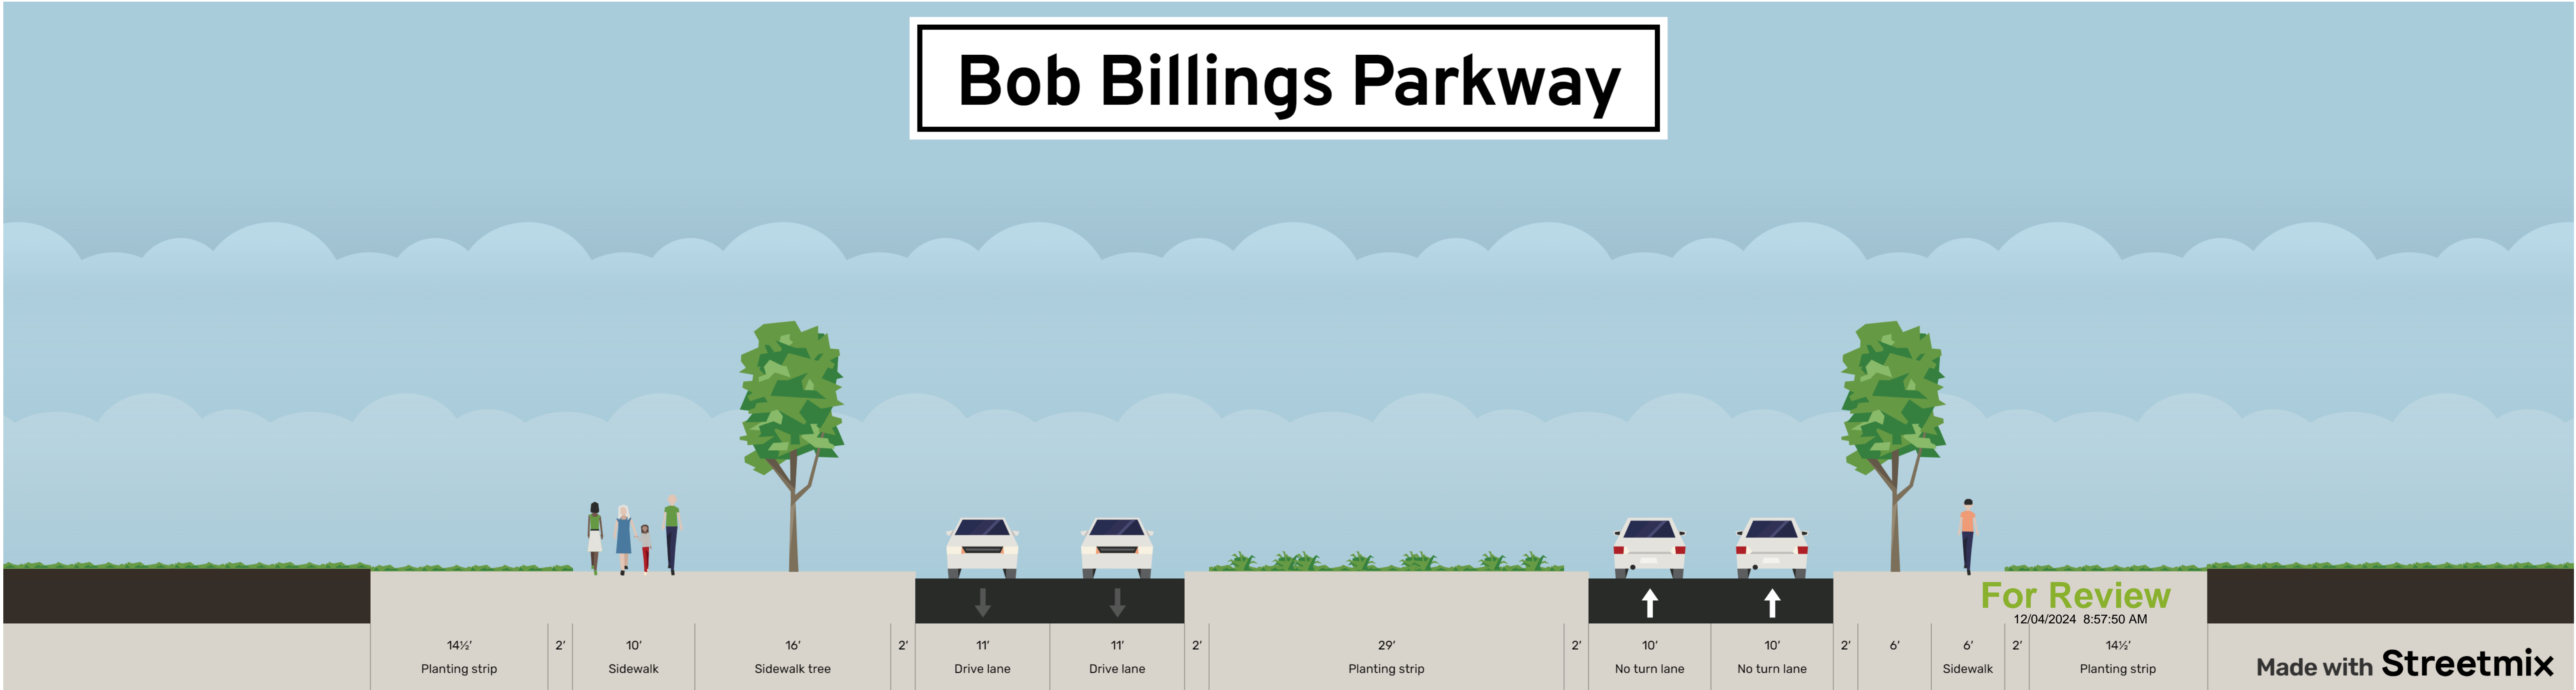 Bob Billings Parkway
For Review
12/04/2024 8:57:50 AM
14½′ 2′ 10′ 16′ 2′ 11′ 11′ 2′ 29′ 2′ 10′ 10′ 2′ 6′ 6′ 2′ 14½′
Planting strip Sidewalk Sidewalk tree Drive lane Drive lane Planting strip No turn lane No turn lane Sidewalk Planting strip
Made with Streetmix